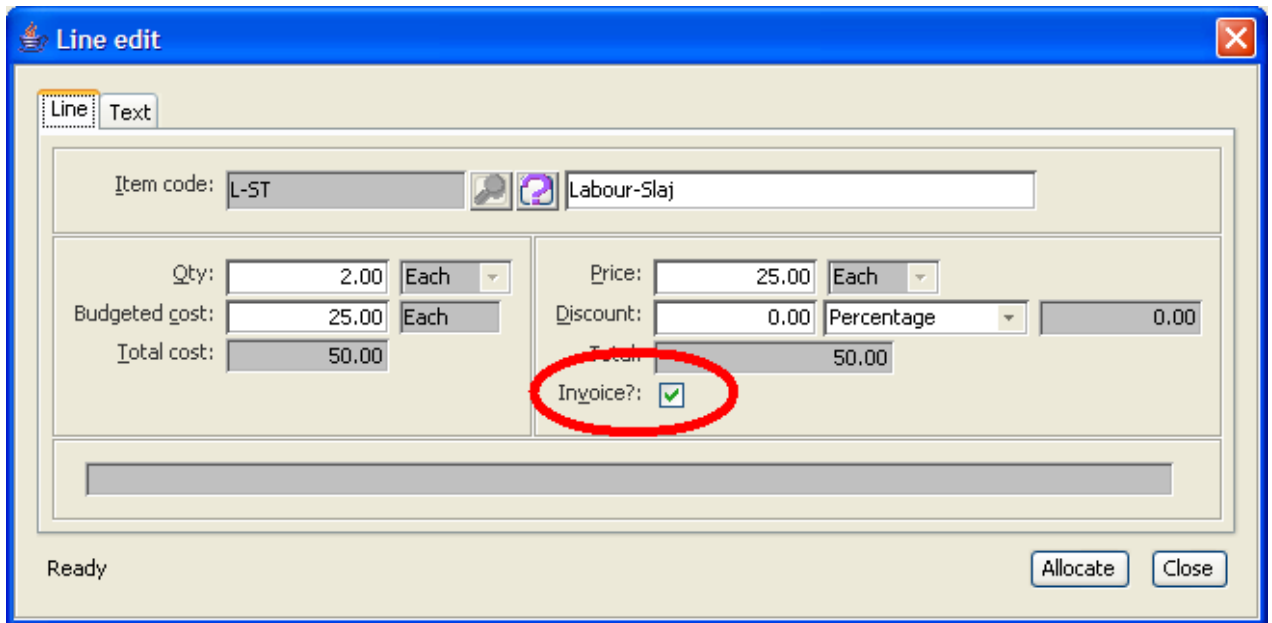 Line edit
Line Text
Item code: L-ST Labour-Slaj
Qty: 2.00 Each Price: 25.00 Each
Budgeted cost: 25.00 Each Discount: 0.00 Percentage 0.00
Total cost: 50.00 Total: 50.00
Invoice?:
Ready Allocate Close